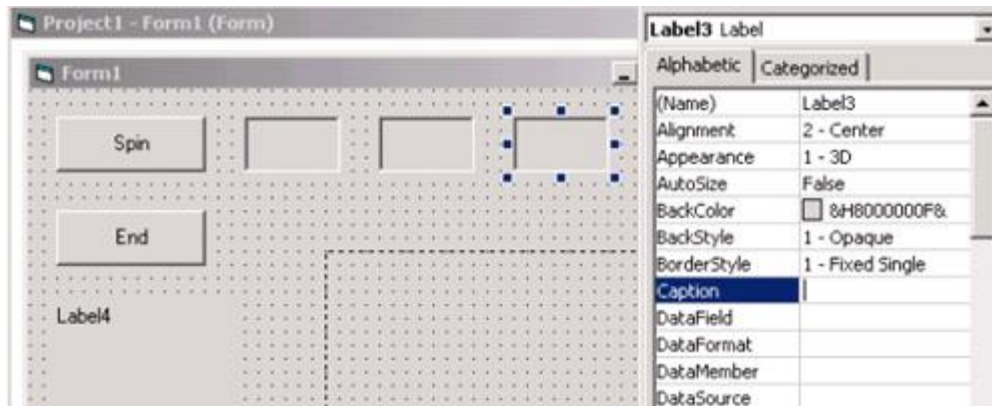 Project1 - Form1 (Form)
Form1
Spin
End
Label4
Label3 Label
Alphabetic Categorized
(Name) Label3
Alignment 2 - Center
Appearance 1 - 3D
AutoSize False
BackColor &H8000000F&
BackStyle 1 - Opaque
BorderStyle 1 - Fixed Single
Caption
DataField
DataFormat
DataMember
DataSource